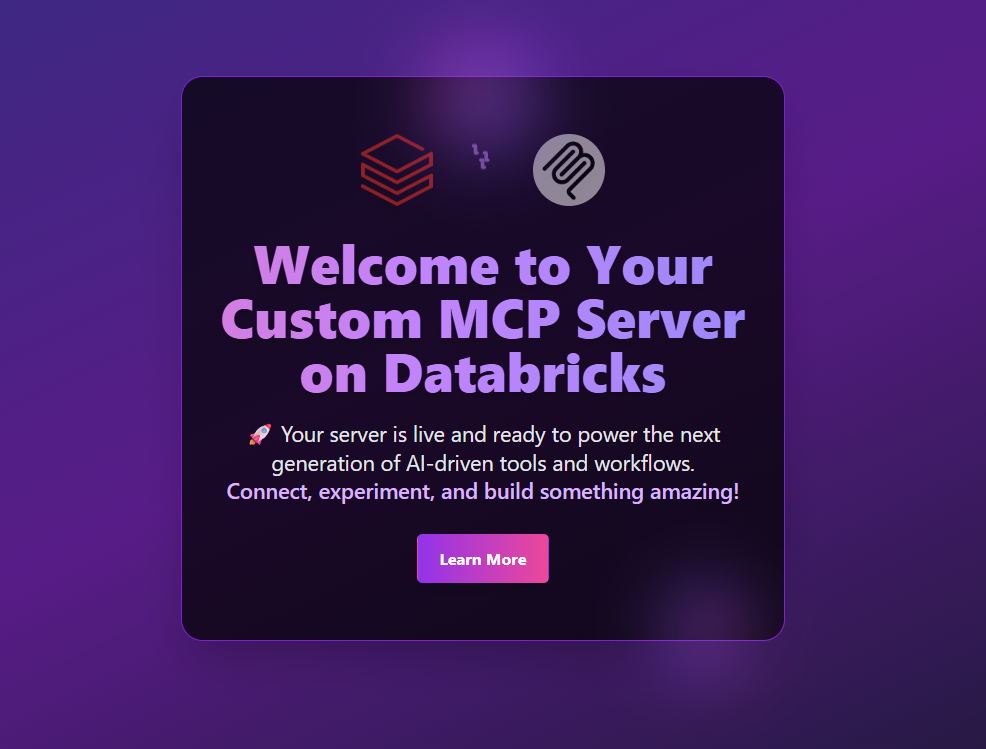 Welcome to Your
Custom MCP Server
on Databricks
🚀 Your server is live and ready to power the next
generation of AI-driven tools and workflows.
Connect, experiment, and build something amazing!
Learn More